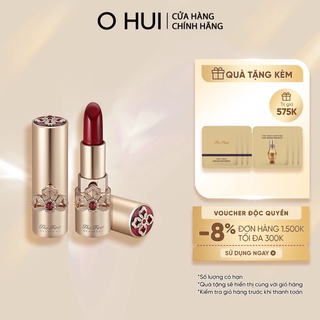 O HUI
CỬA HÀNG
CHÍNH HÃNG
QUÀ TẶNG KÈM
Trị giá
575K
VOUCHER ĐỘC QUYỀN
-8%
ĐƠN HÀNG 1.500K
TỐI ĐA 300K
SỬ DỤNG NGAY >
*Số lượng có hạn
*Quà tặng sẽ hiển thị cùng với giỏ hàng
*Kiểm tra giỏ hàng trước khi thanh toán